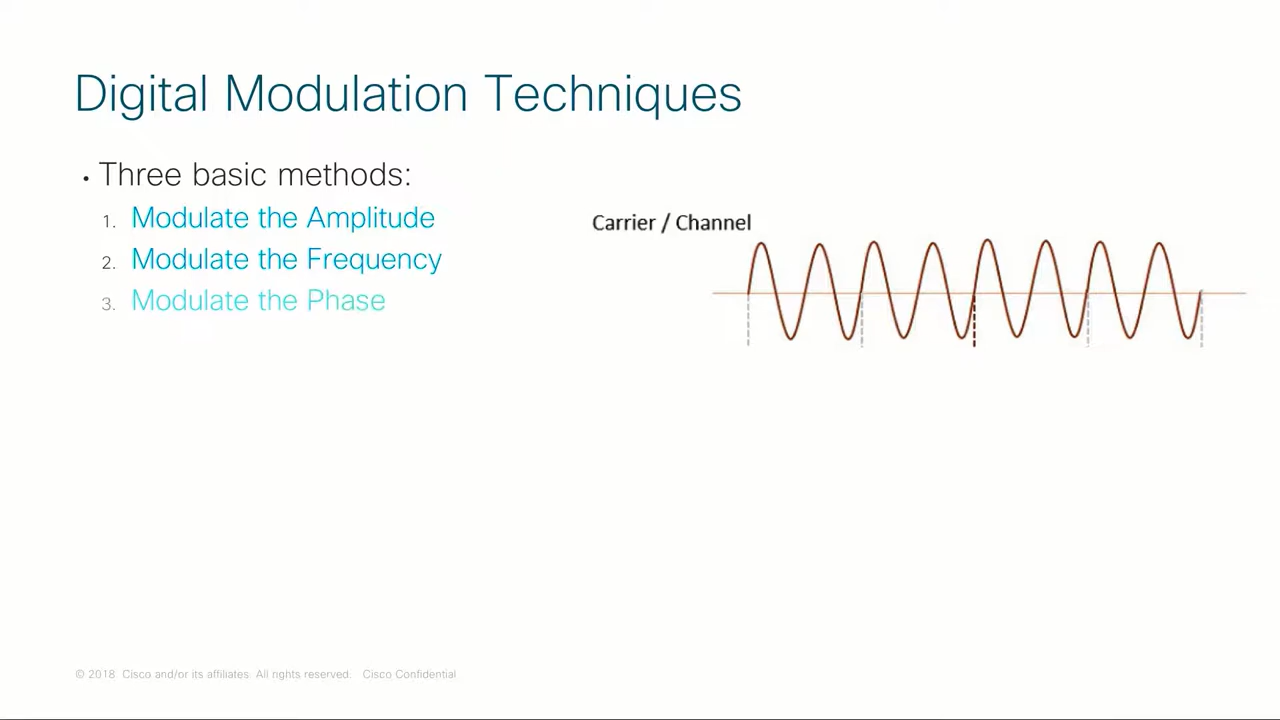 Digital Modulation Techniques
• Three basic methods:
1. Modulate the Amplitude
2. Modulate the Frequency
3. Modulate the Phase
Carrier / Channel
© 2018 Cisco and/or its affiliates. All rights reserved. Cisco Confidential